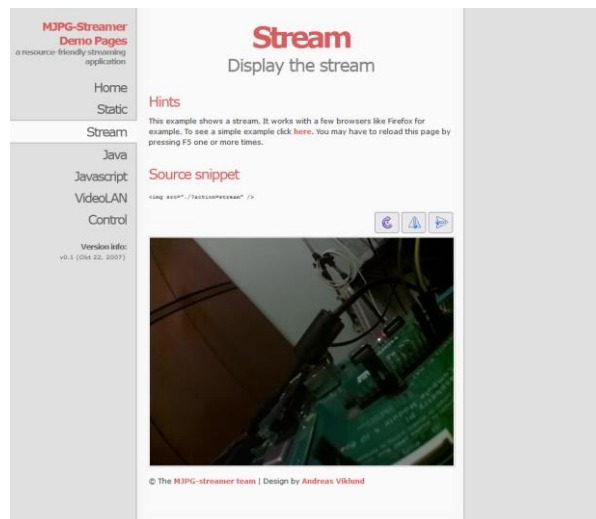 MJPG-Streamer
Demo Pages
a resource-friendly streaming
application
Home
Static
Stream
Java
Javascript
VideoLAN
Control
Version info:
v0.1 (Okt 22, 2007)
Stream
Display the stream
Hints
This example shows a stream. It works with a few browsers like Firefox for
example. To see a simple example click here. You may have to reload this page by
pressing F5 one or more times.
Source snippet
<img src="./?action=stream" />
© The MJPG-streamer team | Design by Andreas Viklund